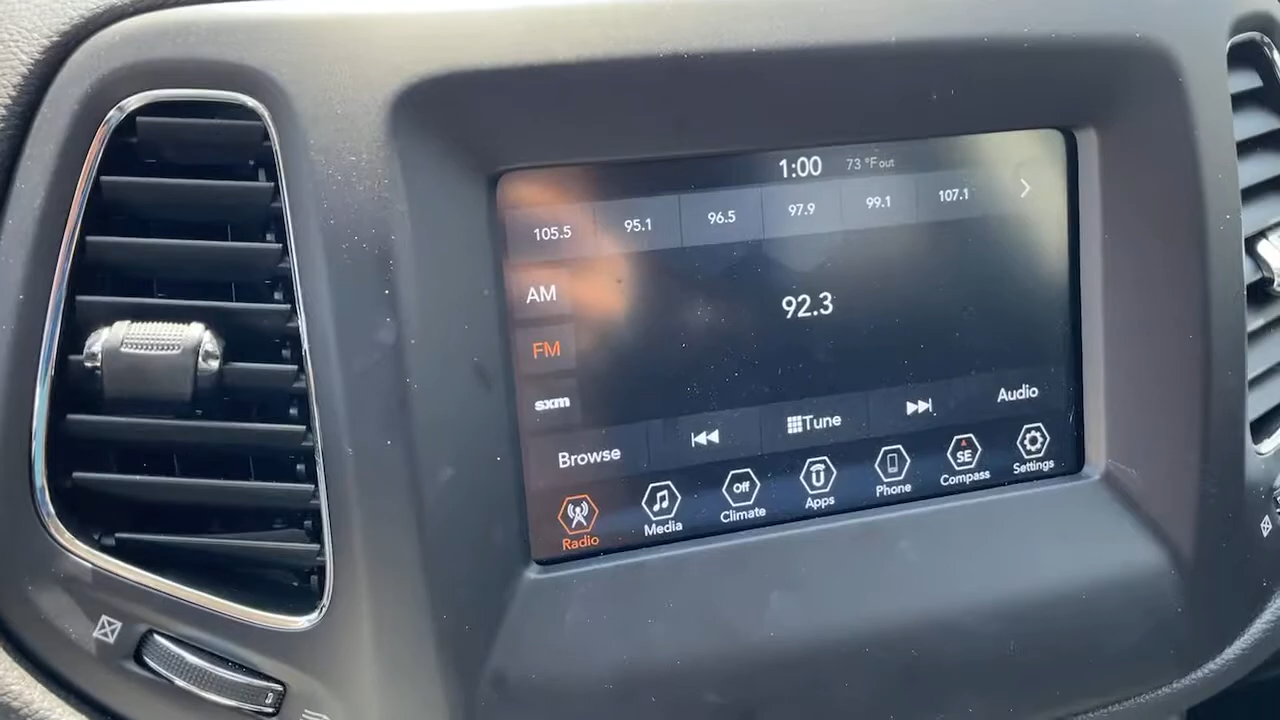 1:00 73 °F out
105.5 95.1 96.5 97.9 99.1 107.1
AM
92.3
FM
sxm
Browse Tune Audio
Off SE
Radio Media Climate Apps Phone Compass Settings